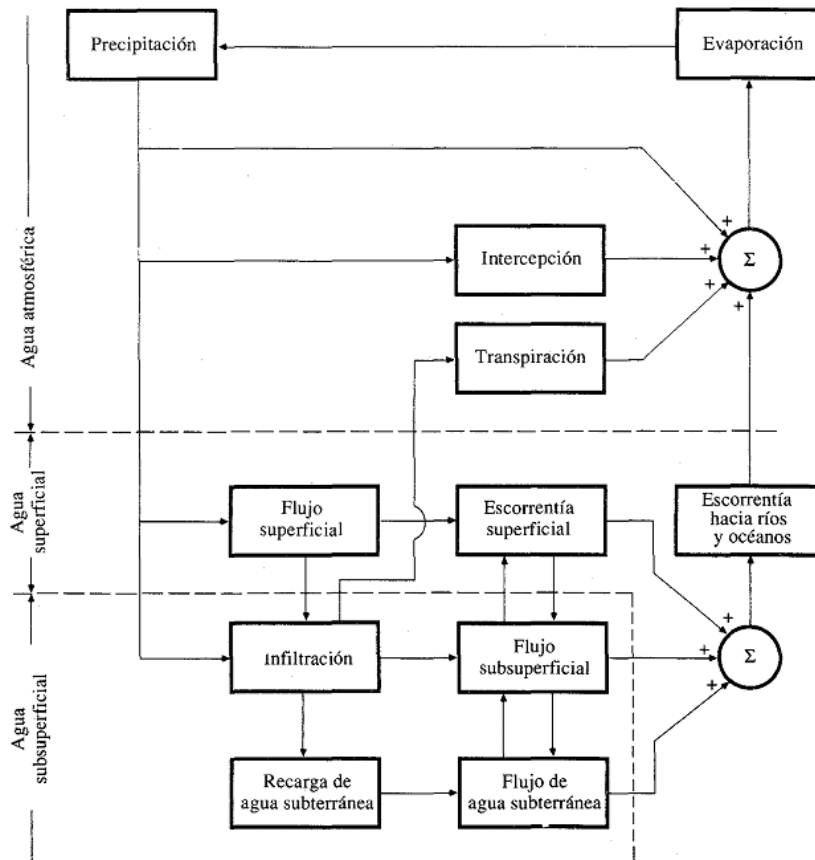 Precipitación
Evaporación
+
+
Intercepción
Σ
+
+
Transpiración
Agua atmosférica
Flujo
superficial
Escorrentía
superficial
Escorrentía
hacia ríos
y océanos
Agua
superficial
+
Infiltración
Flujo
subsuperficial
+
Σ
+
Agua
subsuperficial
Recarga de
agua subterránea
Flujo de
agua subterránea